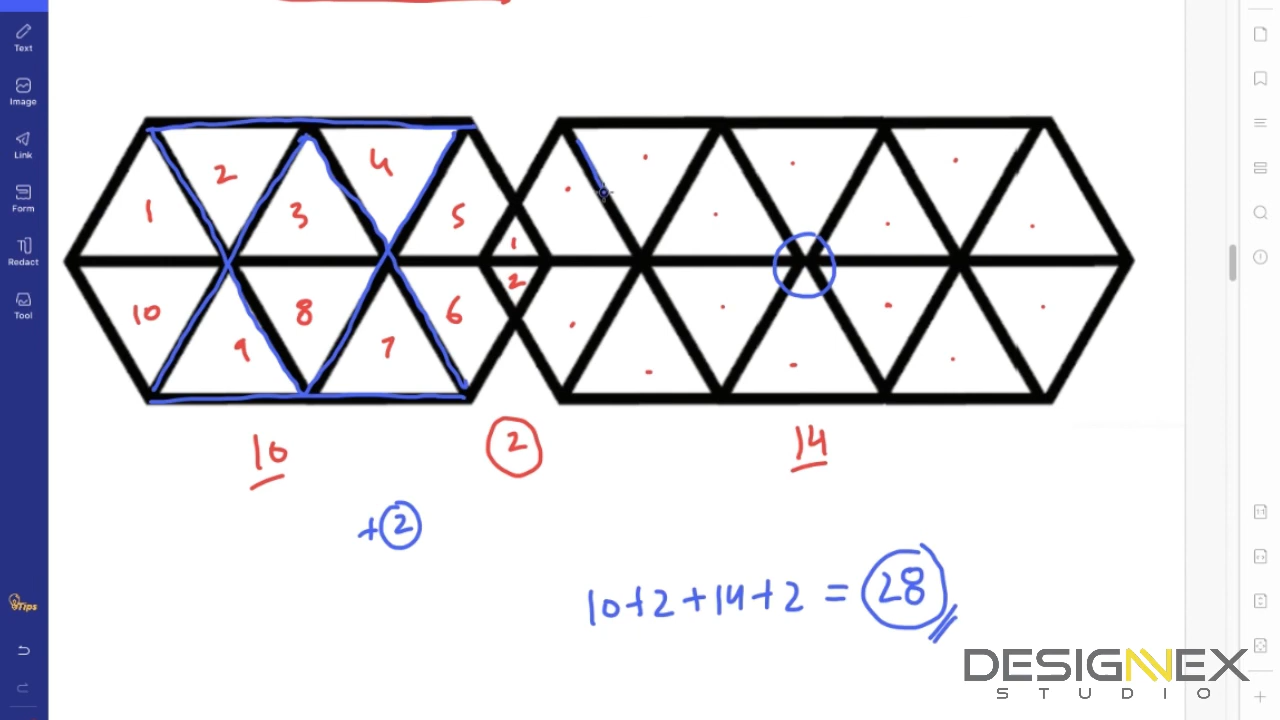 Text
Image
Link
Form
Redact
Tool
Tips
2 4
1 3 5
1
2
10 8 6
9 7
10 2 14
+2
10+2+14+2 = 28
DESIGNNEX
STUDIO